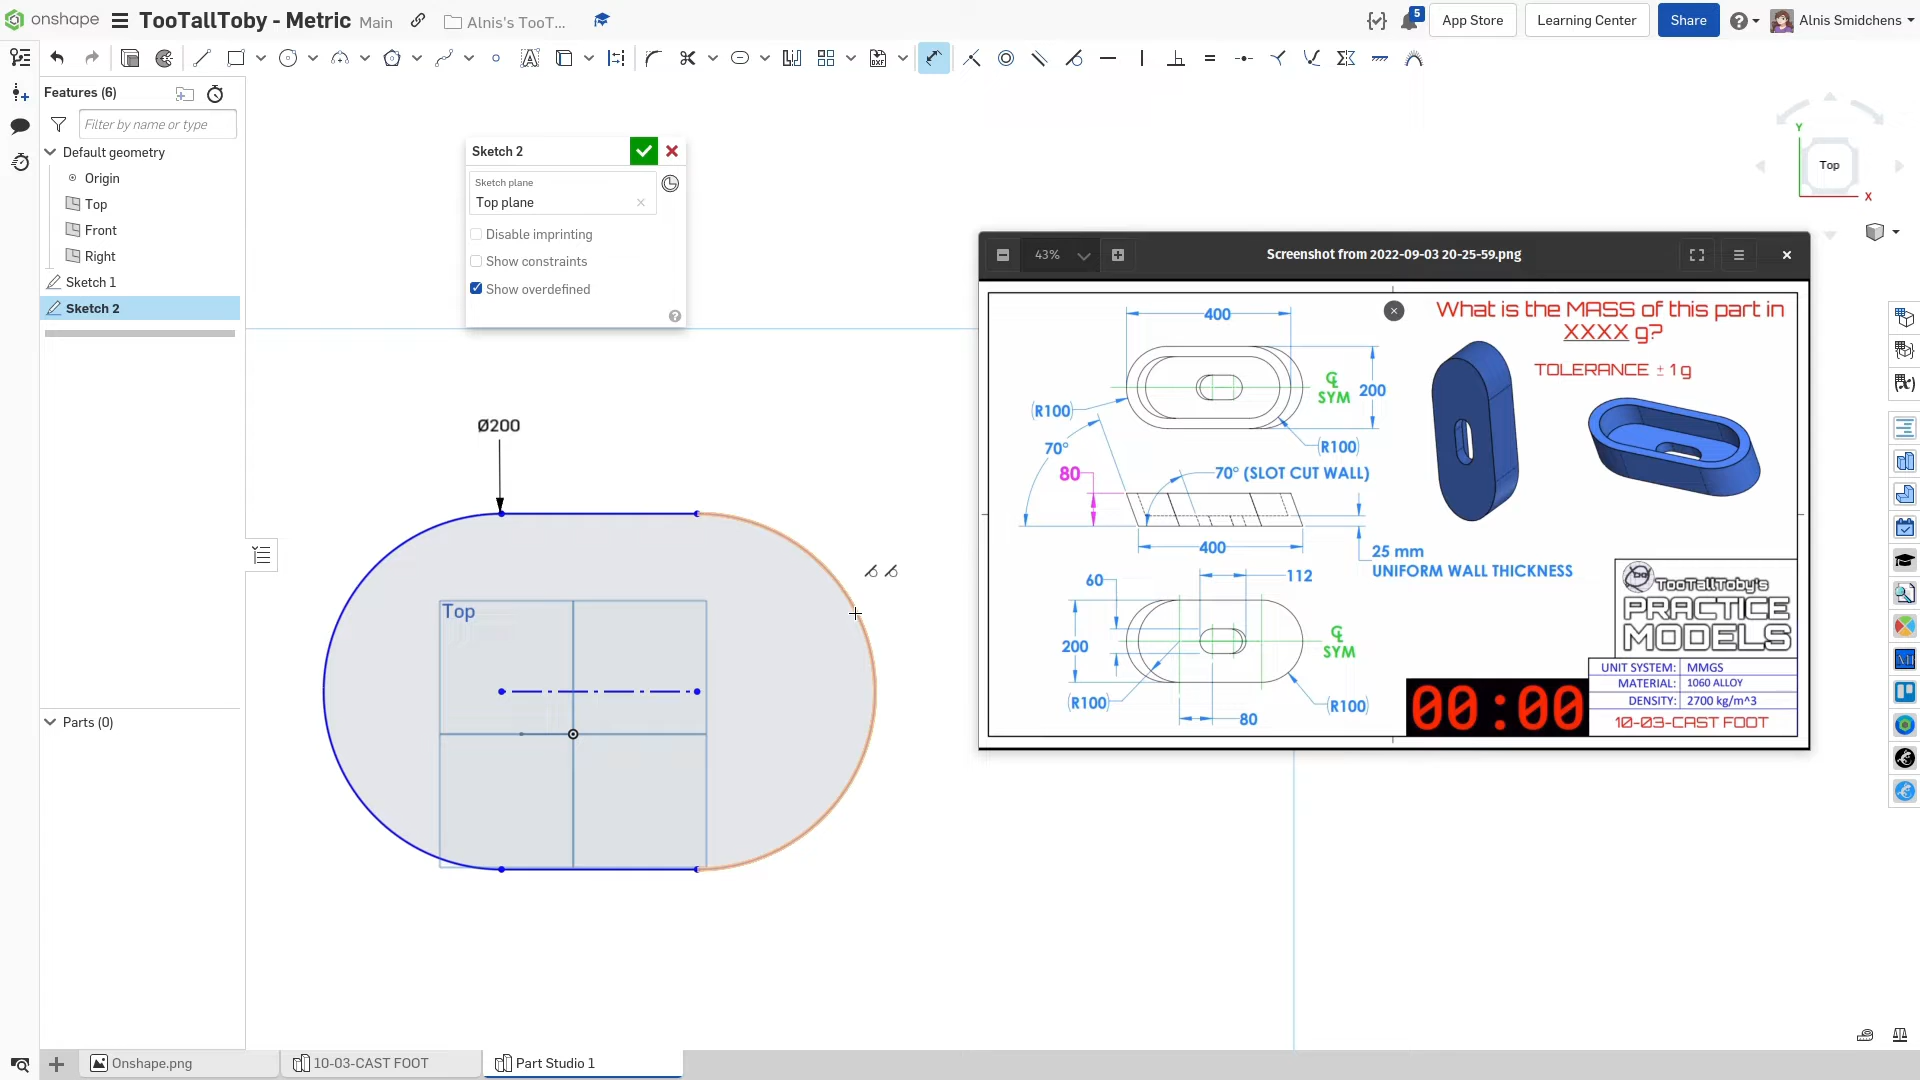 onshape
TooTallToby - Metric
Main
Alnis's TooT...
5
App Store
Learning Center
Share
Alnis Smidchens
Features (6)
Filter by name or type
Default geometry
Origin
Top
Front
Right
Sketch 1
Sketch 2
Parts (0)
Sketch 2
Sketch plane
Top plane
Disable imprinting
Show constraints
Show overdefined
Ø200
Top
Y
Top
X
43%
Screenshot from 2022-09-03 20-25-59.png
400
What is the MASS of this part in
XXXX g?
TOLERANCE ± 1 g
℄
SYM
200
(R100)
(R100)
70°
80
70° (SLOT CUT WALL)
400
25 mm
UNIFORM WALL THICKNESS
60
112
200
℄
SYM
(R100)
(R100)
80
TooTallToby's
PRACTICE
MODELS
UNIT SYSTEM: MMGS
MATERIAL: 1060 ALLOY
DENSITY: 2700 kg/m^3
10-03-CAST FOOT
00:00
Onshape.png
10-03-CAST FOOT
Part Studio 1